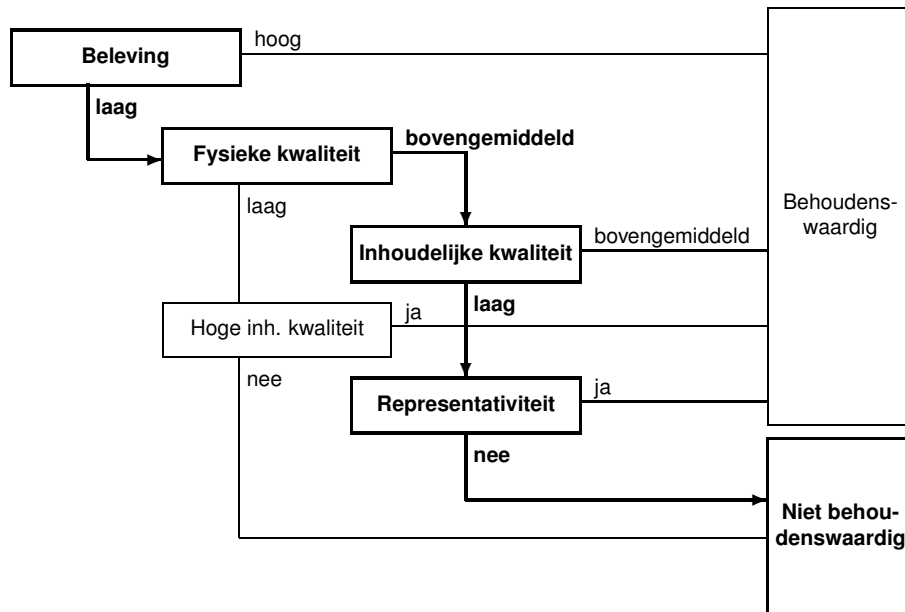 hoog
Beleving
laag
bovengemiddeld
Fysieke kwaliteit
laag
Behoudens-
waardig
bovengemiddeld
Inhoudelijke kwaliteit
laag
ja
Hoge inh. kwaliteit
nee
ja
Representativiteit
nee
Niet behou-
denswaardig